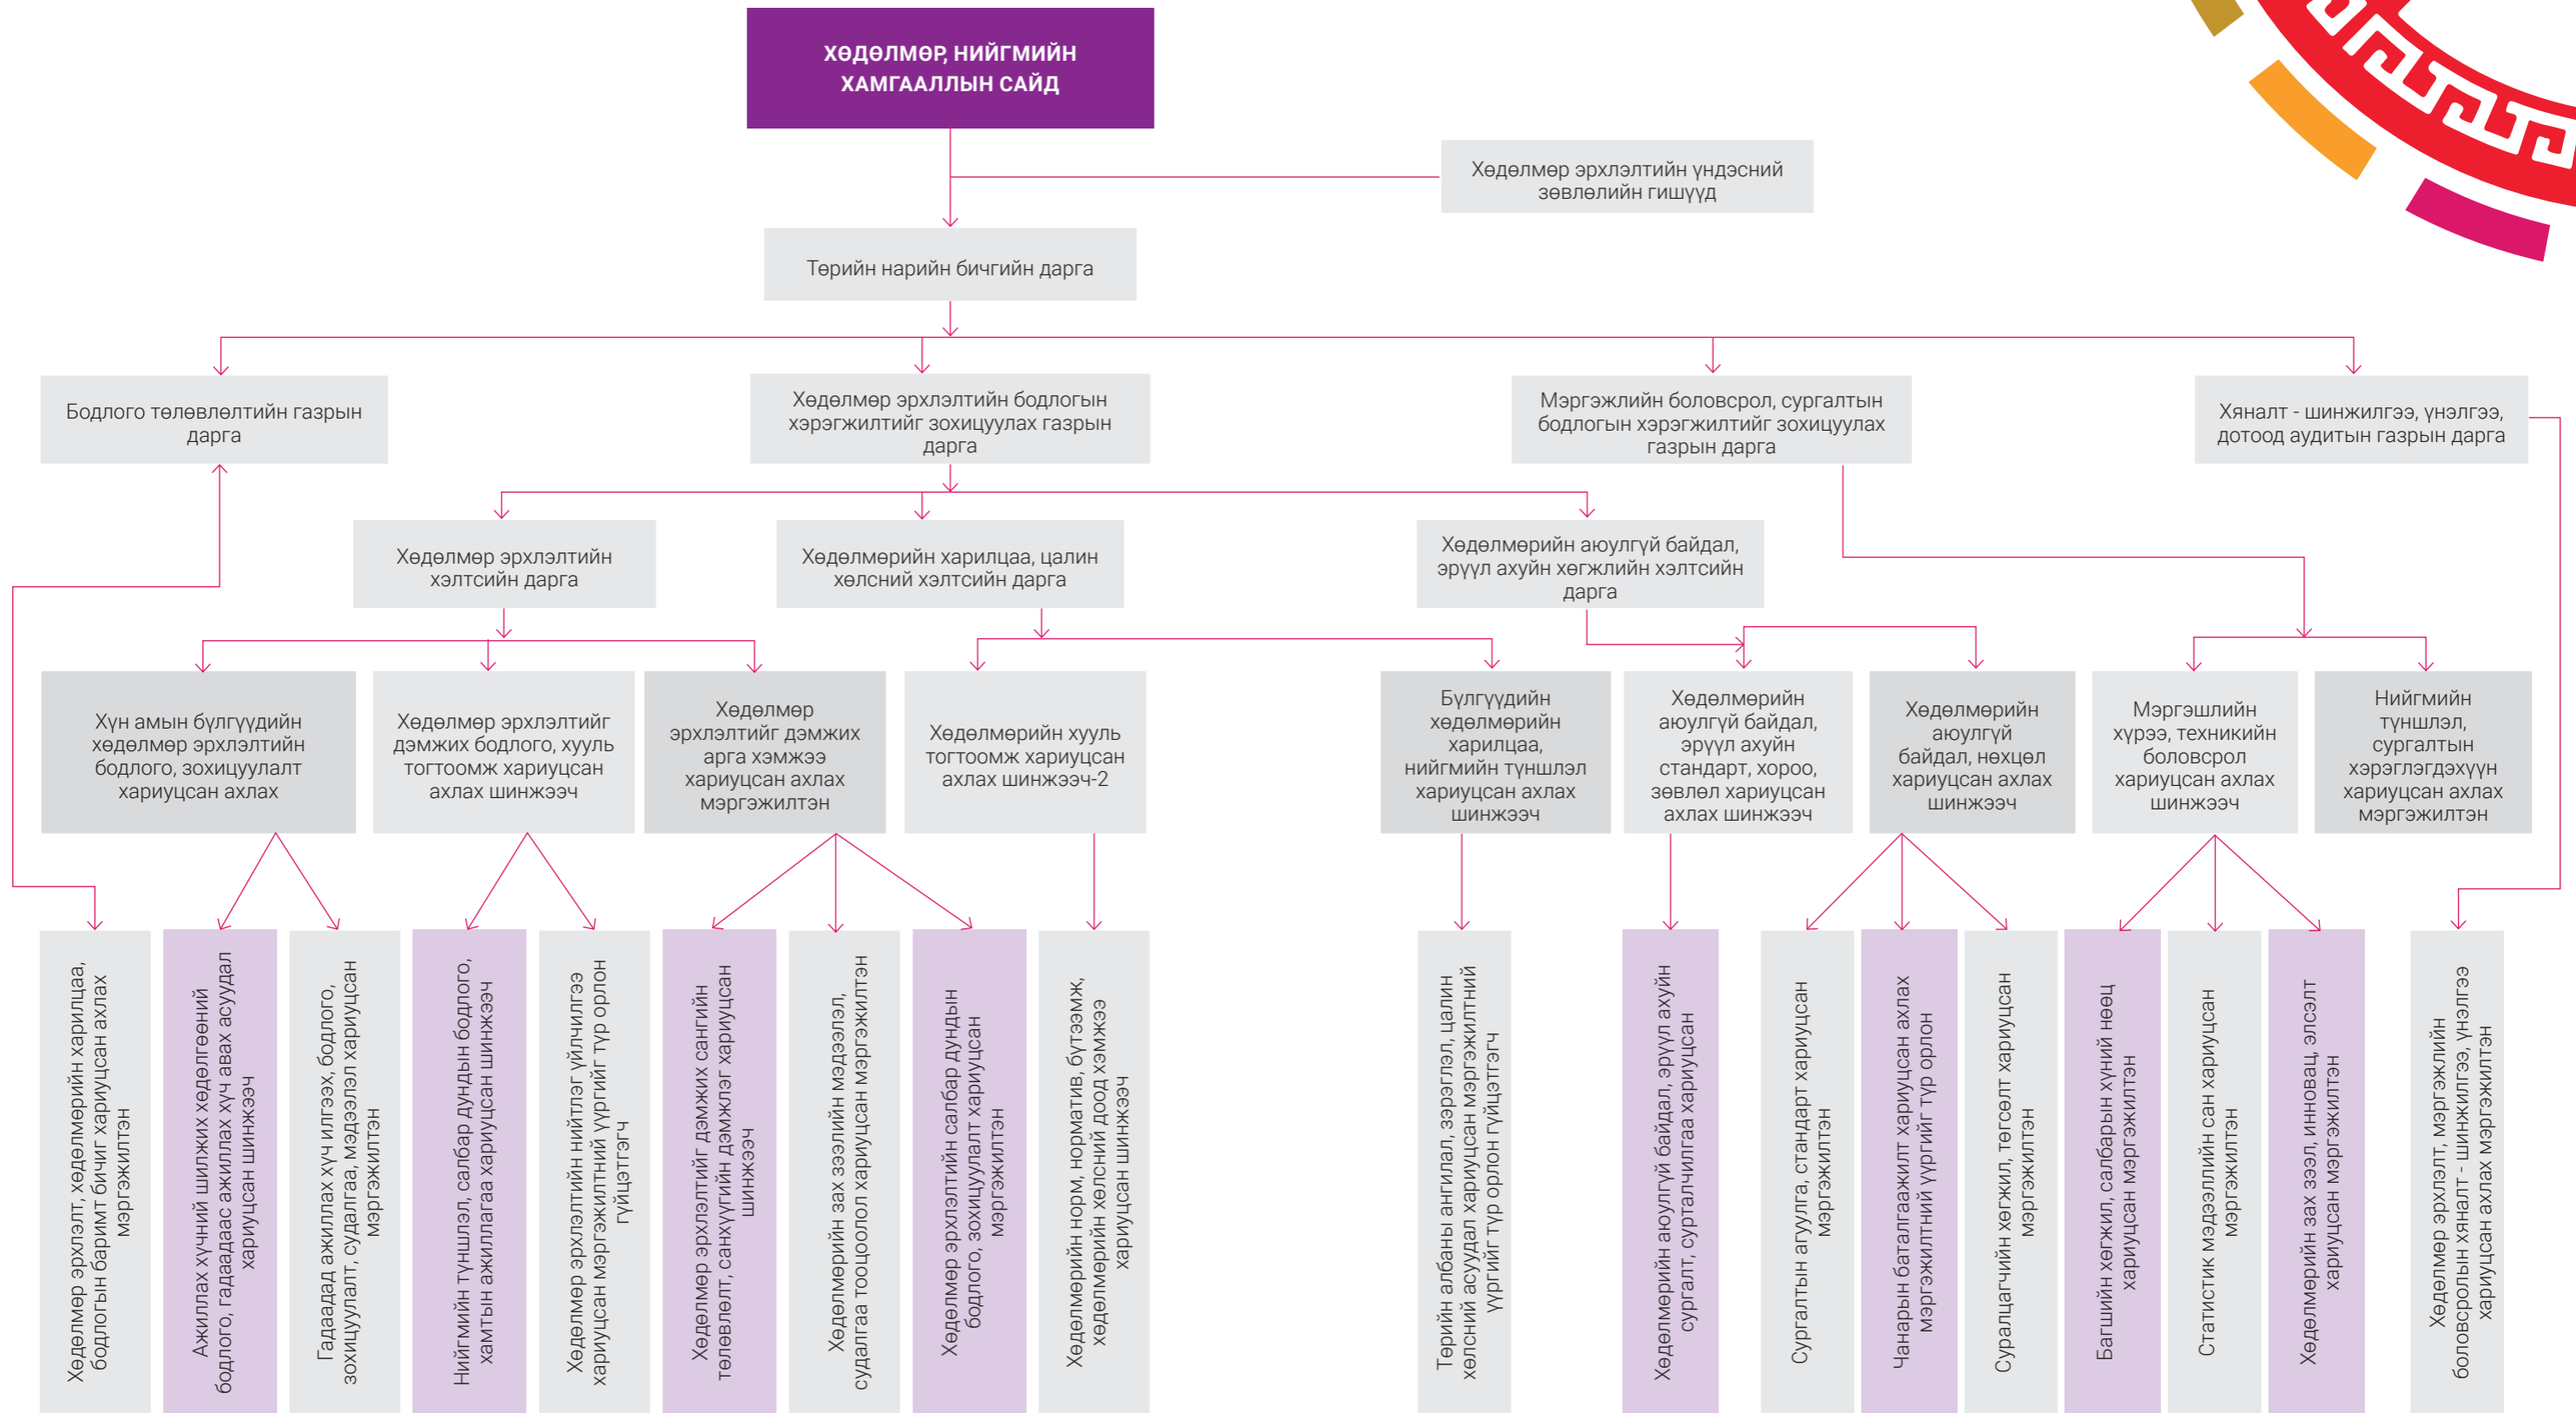 ХӨДӨЛМӨР, НИЙГМИЙН
ХАМГААЛЛЫН САЙД
Хөдөлмөр эрхлэлтийн үндэсний
зөвлөлийн гишүүд
Төрийн нарийн бичгийн дарга
Бодлого төлөвлөлтийн газрын
дарга
Хөдөлмөр эрхлэлтийн бодлогын
хэрэгжилтийг зохицуулах газрын
дарга
Мэргэжлийн боловсрол, сургалтын
бодлогын хэрэгжилтийг зохицуулах
газрын дарга
Хяналт - шинжилгээ, үнэлгээ,
дотоод аудитын газрын дарга
Хөдөлмөр эрхлэлтийн
хэлтсийн дарга
Хөдөлмөрийн харилцаа, цалин
хөлсний хэлтсийн дарга
Хөдөлмөрийн аюулгүй байдал,
эрүүл ахуйн хөгжлийн хэлтсийн
дарга
Хүн амын бүлгүүдийн
хөдөлмөр эрхлэлтийн
бодлого, зохицуулалт
хариуцсан ахлах
Хөдөлмөр эрхлэлтийг
дэмжих бодлого, хууль
тогтоомж хариуцсан
ахлах шинжээч
Хөдөлмөр
эрхлэлтийг дэмжих
арга хэмжээ
хариуцсан ахлах
мэргэжилтэн
Хөдөлмөрийн хууль
тогтоомж хариуцсан
ахлах шинжээч-2
Бүлгүүдийн
хөдөлмөрийн
харилцаа,
нийгмийн түншлэл
хариуцсан ахлах
шинжээч
Хөдөлмөрийн
аюулгүй байдал,
эрүүл ахуйн
стандарт, хороо,
зөвлөл хариуцсан
ахлах шинжээч
Хөдөлмөрийн
аюулгүй
байдал, нөхцөл
хариуцсан ахлах
шинжээч
Мэргэшлийн
хүрээ, техникийн
боловсрол
хариуцсан ахлах
шинжээч
Нийгмийн
түншлэл,
сургалтын
хэрэглэгдэхүүн
хариуцсан ахлах
мэргэжилтэн
Хөдөлмөр эрхлэлт, хөдөлмөрийн харилцаа,
бодлогын баримт бичиг хариуцсан ахлах
мэргэжилтэн
Ажиллах хүчний шилжих хөдөлгөөний
бодлого, гадаадаас ажиллах хүч авах асуудал
хариуцсан шинжээч
Гадаадад ажиллах хүч илгээх, бодлого,
зохицуулалт, судалгаа, мэдээлэл хариуцсан
мэргэжилтэн
Нийгмийн түншлэл, салбар дундын бодлого,
хамтын ажиллагаа хариуцсан шинжээч
Хөдөлмөр эрхлэлтийн нийтлэг үйлчилгээ
хариуцсан мэргэжилтний үүргийг түр орлон
гүйцэтгэгч
Хөдөлмөр эрхлэлтийг дэмжих сангийн
төлөвлөлт, санхүүгийн дэмжлэг хариуцсан
шинжээч
Хөдөлмөрийн зах зээлийн мэдээлэл,
судалгаа тооцоолол хариуцсан мэргэжилтэн
Хөдөлмөр эрхлэлтийн салбар дундын
бодлого, зохицуулалт хариуцсан
мэргэжилтэн
Хөдөлмөрийн норм, норматив, бүтээмж,
хөдөлмөрийн хөлсний доод хэмжээ
хариуцсан шинжээч
Төрийн албаны ангилал, зэрэглэл, цалин
хөлсний асуудал хариуцсан мэргэжилтний
үүргийг түр орлон гүйцэтгэгч
Хөдөлмөрийн аюулгүй байдал, эрүүл ахуйн
сургалт, сурталчилгаа хариуцсан
Сургалтын агуулга, стандарт хариуцсан
мэргэжилтэн
Чанарын баталгаажилт хариуцсан ахлах
мэргэжилтний үүргийг түр орлон
Суралцагчийн хөгжил, төгсөлт хариуцсан
мэргэжилтэн
Багшийн хөгжил, салбарын хүний нөөц
хариуцсан мэргэжилтэн
Статистик мэдээллийн сан хариуцсан
мэргэжилтэн
Хөдөлмөрийн зах зээл, инновац, элсэлт
хариуцсан мэргэжилтэн
Хөдөлмөр эрхлэлт, мэргэжлийн
боловсролын хяналт - шинжилгээ, үнэлгээ
хариуцсан ахлах мэргэжилтэн